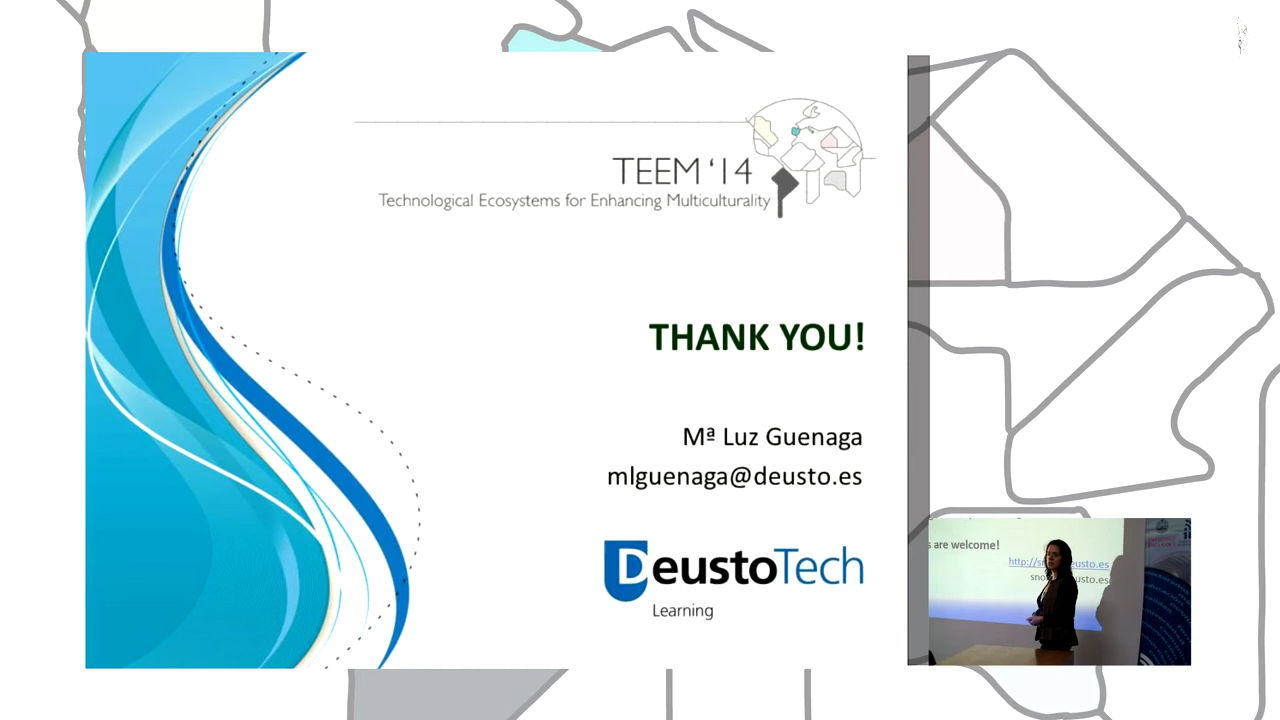 TEEM ‘14
Technological Ecosystems for Enhancing Multiculturality
THANK YOU!
Mª Luz Guenaga
mlguenaga@deusto.es
DeustoTech
Learning
s are welcome!